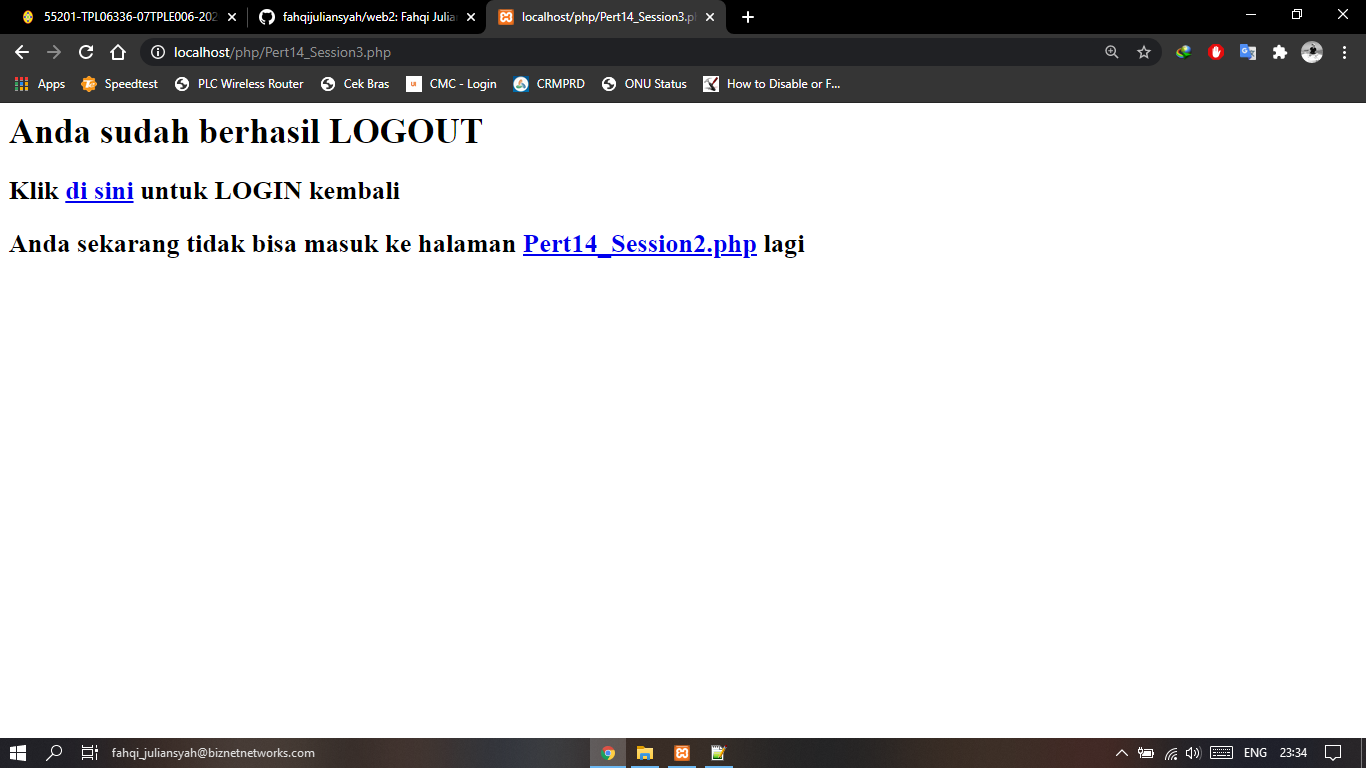 55201-TPL06336-07TPLE006-202
fahqijuliansyah/web2: Fahqi Julia
localhost/php/Pert14_Session3.p
localhost/php/Pert14_Session3.php
Apps Speedtest PLC Wireless Router Cek Bras CMC - Login CRMPRD ONU Status How to Disable or F...
Anda sudah berhasil LOGOUT
Klik di sini untuk LOGIN kembali
Anda sekarang tidak bisa masuk ke halaman Pert14_Session2.php lagi
fahqi_juliansyah@biznetnetworks.com ENG 23:34